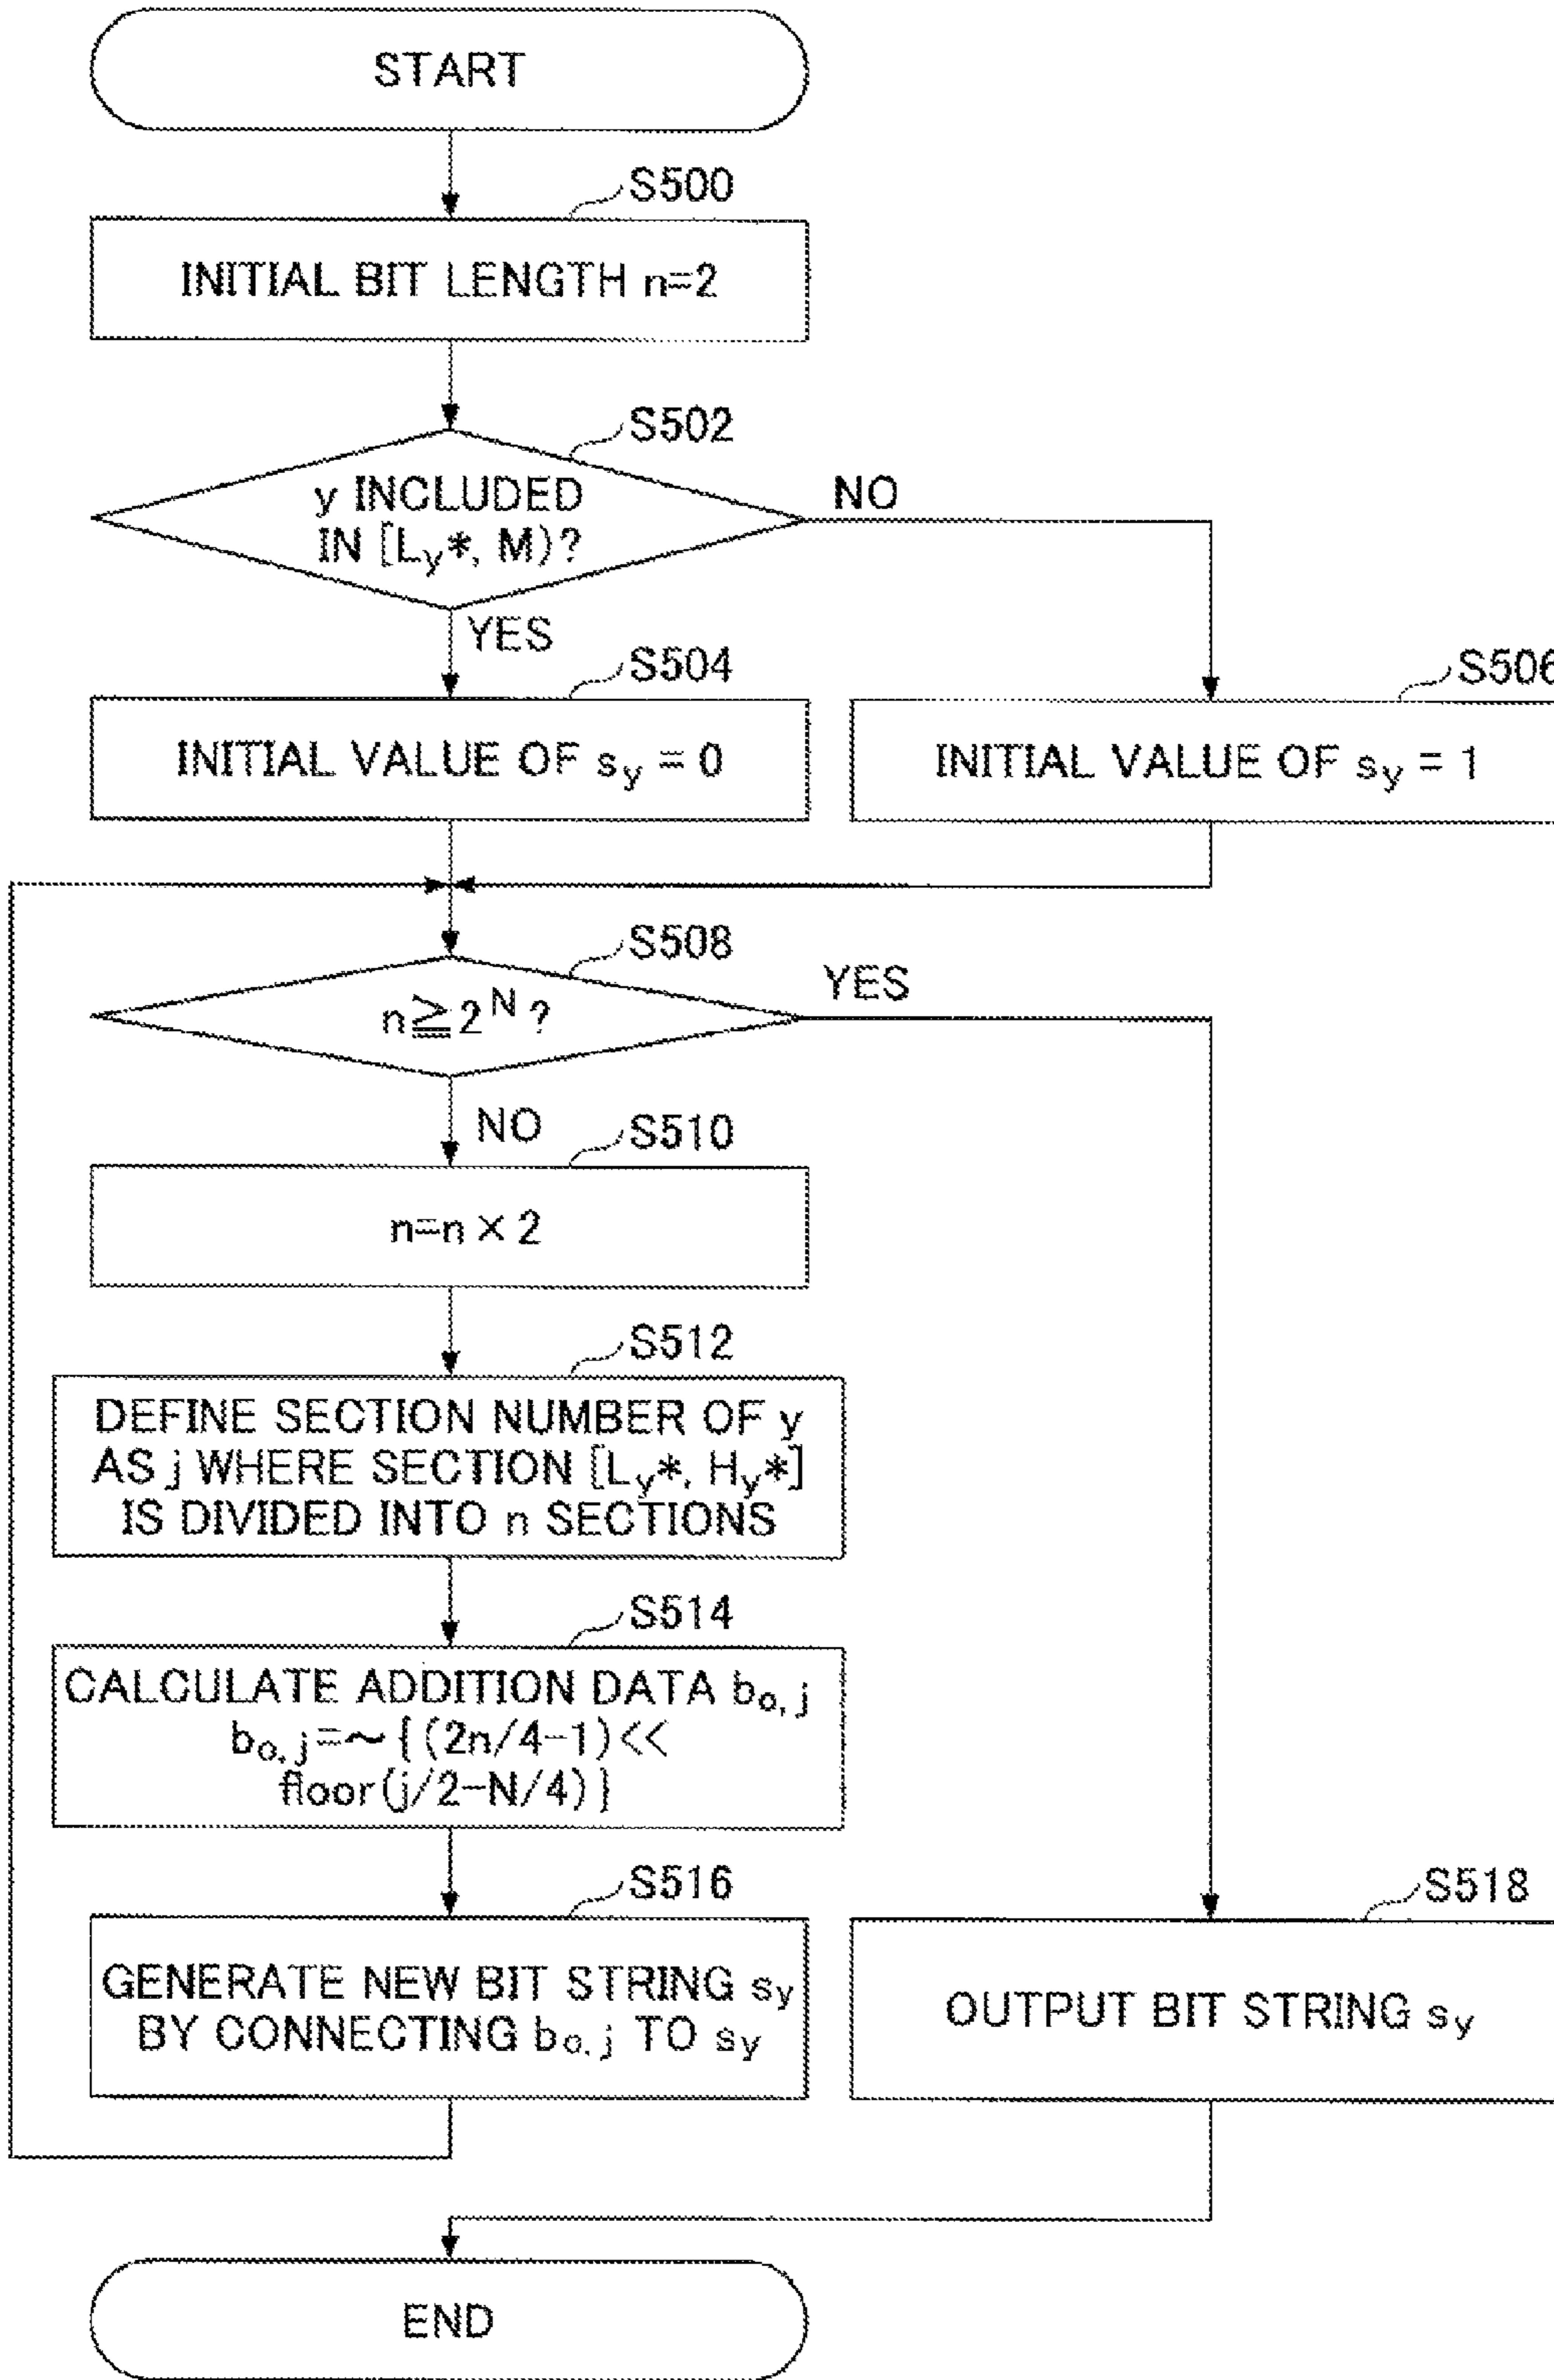 START
S500
INITIAL BIT LENGTH n=2
S502
y INCLUDED
IN [Ly*, M)?
NO
YES
S504
INITIAL VALUE OF sy = 0
S506
INITIAL VALUE OF sy = 1
S508
n≧2^N ?
YES
NO
S510
n=n×2
S512
DEFINE SECTION NUMBER OF y
AS j WHERE SECTION [Ly*, Hy*]
IS DIVIDED INTO n SECTIONS
S514
CALCULATE ADDITION DATA bo, j
bo, j=~{(2n/4-1)<<
floor(j/2-N/4)}
S516
GENERATE NEW BIT STRING sy
BY CONNECTING bo, j TO sy
S518
OUTPUT BIT STRING sy
END